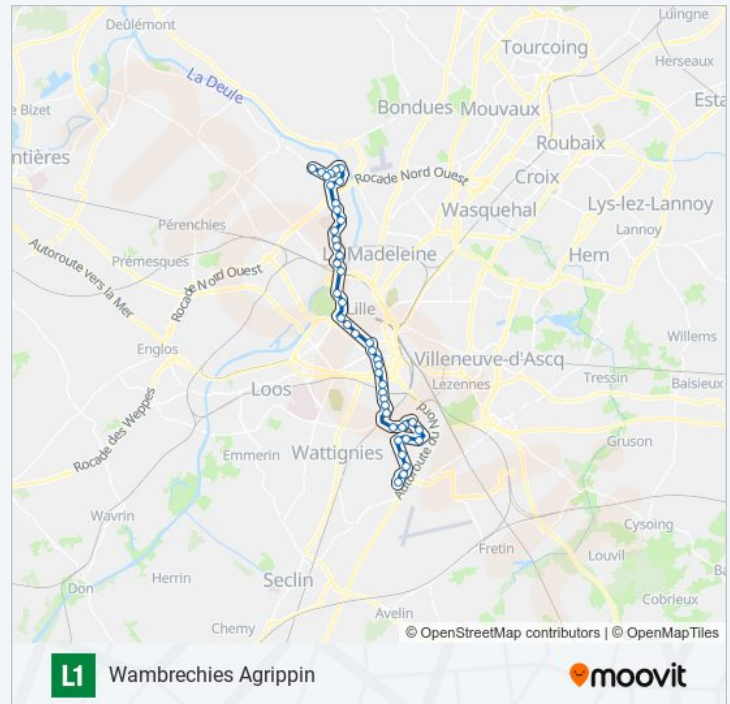 Deûlémont
Luingne
Tourcoing
La Deule
Herseaux
e Bizet
Bondues
Mouvaux
Esta
Roubaix
ntières
Rocade Nord Ouest
Croix
Lys-lez-Lannoy
Wasquehal
Pérenchies
Lannoy
Autoroute vers la Mer
Prémesques
Rocade Nord Ouest
Madeleine
Hem
Lille
Willems
Englos
Villeneuve-d'Ascq
Tressin
Lezennes
Baisieux
Loos
Rocade des Weppes
Autoroute du Nord
Gruson
Emmerin
Wattignies
Wavrin
Cysoing
Fretin
Louvil
Herrin
Seclin
Don
Ba
Cobrieux
Avelin
Chemy
© OpenStreetMap contributors | © OpenMapTiles
L1 Wambrechies Agrippin
moovit